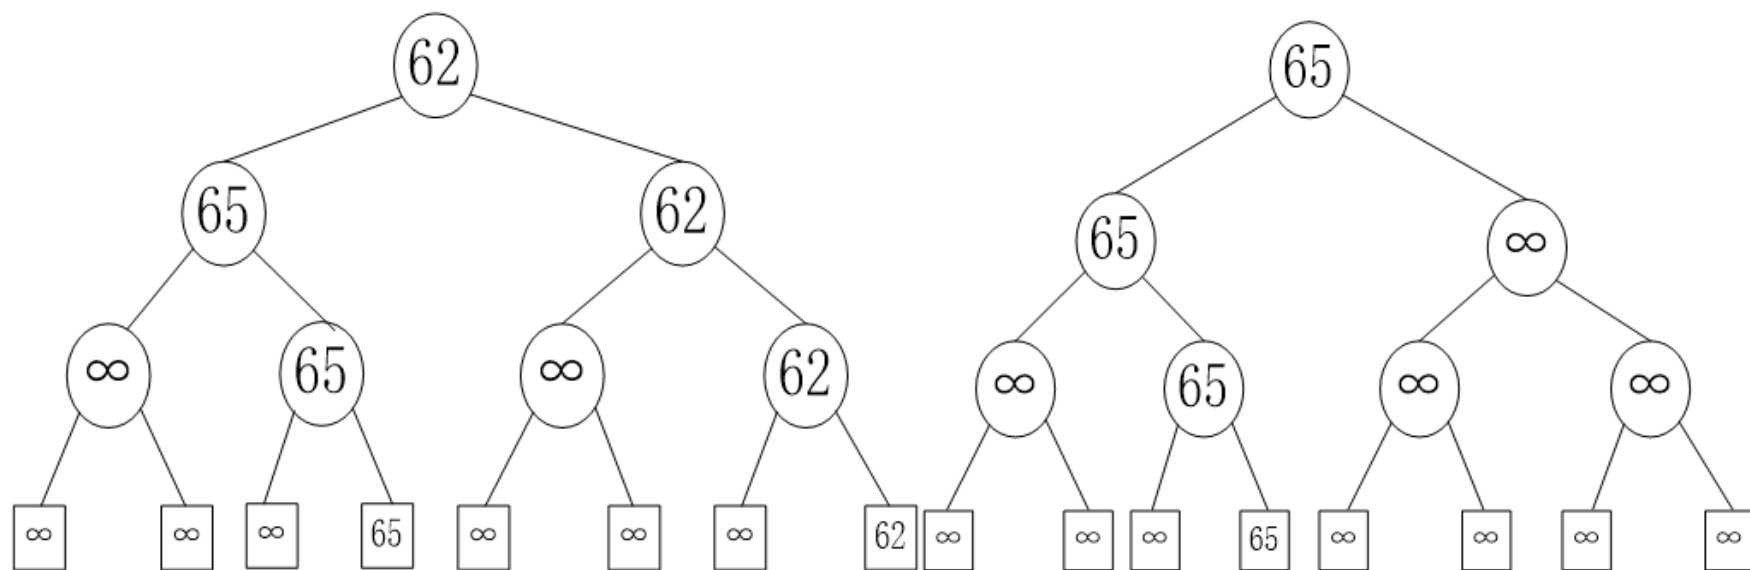 62 65
65 62 65 ∞
∞ 65 ∞ 62 ∞ 65 ∞ ∞
∞ ∞ ∞ 65 ∞ ∞ ∞ 62 ∞ ∞ ∞ 65 ∞ ∞ ∞ ∞